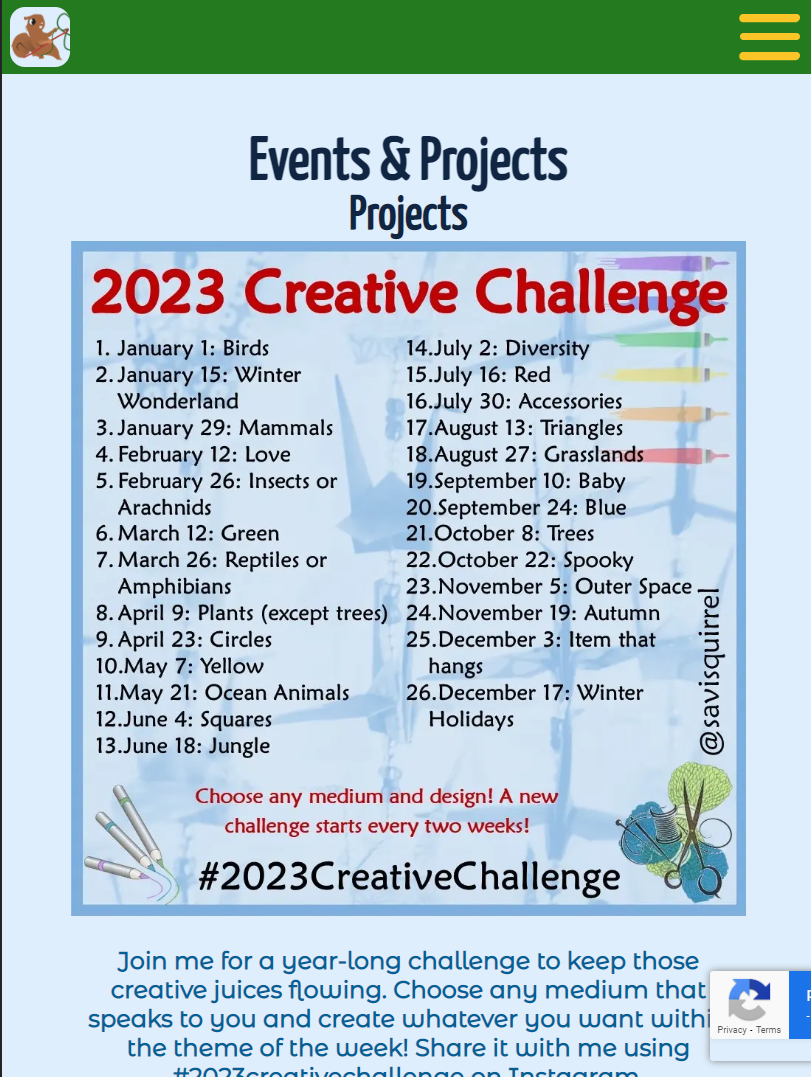 Events & Projects
Projects
2023 Creative Challenge
1. January 1: Birds
2. January 15: Winter
Wonderland
3. January 29: Mammals
4. February 12: Love
5. February 26: Insects or
Arachnids
6. March 12: Green
7. March 26: Reptiles or
Amphibians
8. April 9: Plants (except trees)
9. April 23: Circles
10.May 7: Yellow
11.May 21: Ocean Animals
12.June 4: Squares
13.June 18: Jungle
14.July 2: Diversity
15.July 16: Red
16.July 30: Accessories
17.August 13: Triangles
18.August 27: Grasslands
19.September 10: Baby
20.September 24: Blue
21.October 8: Trees
22.October 22: Spooky
23.November 5: Outer Space
24.November 19: Autumn
25.December 3: Item that
hangs
26.December 17: Winter
Holidays
@savisquirrel
Choose any medium and design! A new
challenge starts every two weeks!
#2023CreativeChallenge
Join me for a year-long challenge to keep those
creative juices flowing. Choose any medium that
speaks to you and create whatever you want withi
the theme of the week! Share it with me using
#2023creativechallenge on Instagram
Privacy - Terms